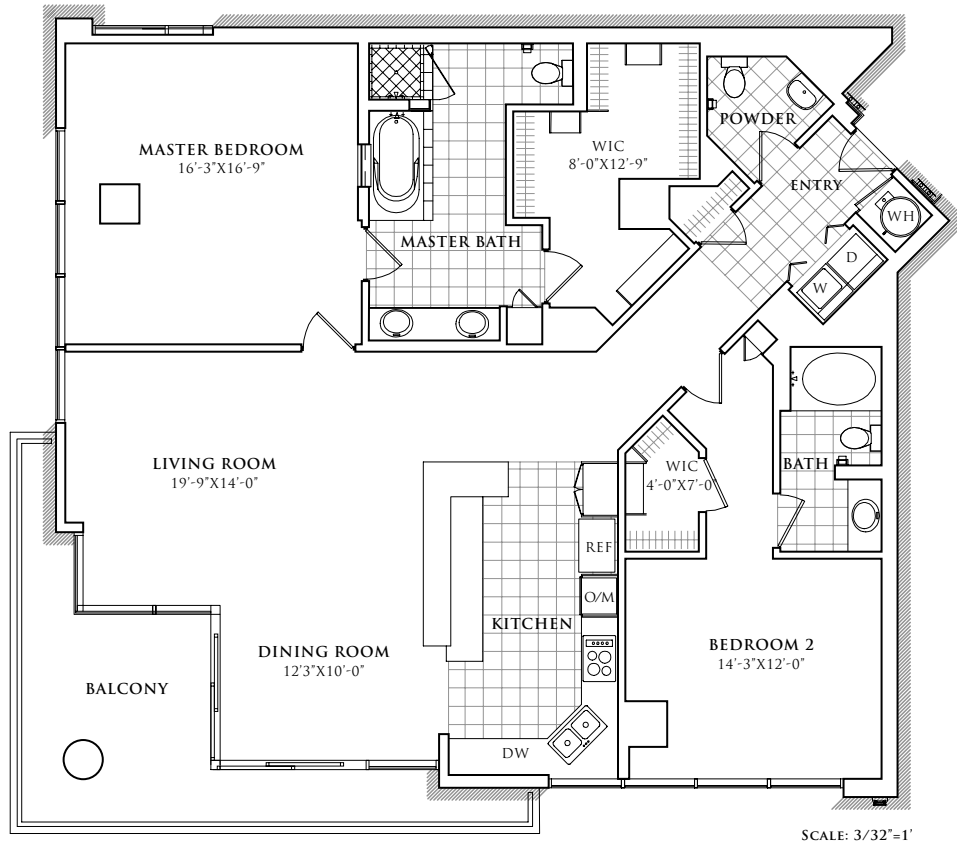 MASTER BEDROOM
16'-3"X16'-9"
WIC
8'-0"X12'-9"
POWDER
ENTRY
WH
MASTER BATH
D
W
LIVING ROOM
19'-9"X14'-0"
WIC
4'-0"X7'-0"
BATH
REF
O/M
KITCHEN
DINING ROOM
12'3"X10'-0"
BEDROOM 2
14'-3"X12'-0"
BALCONY
DW
SCALE: 3/32"=1'